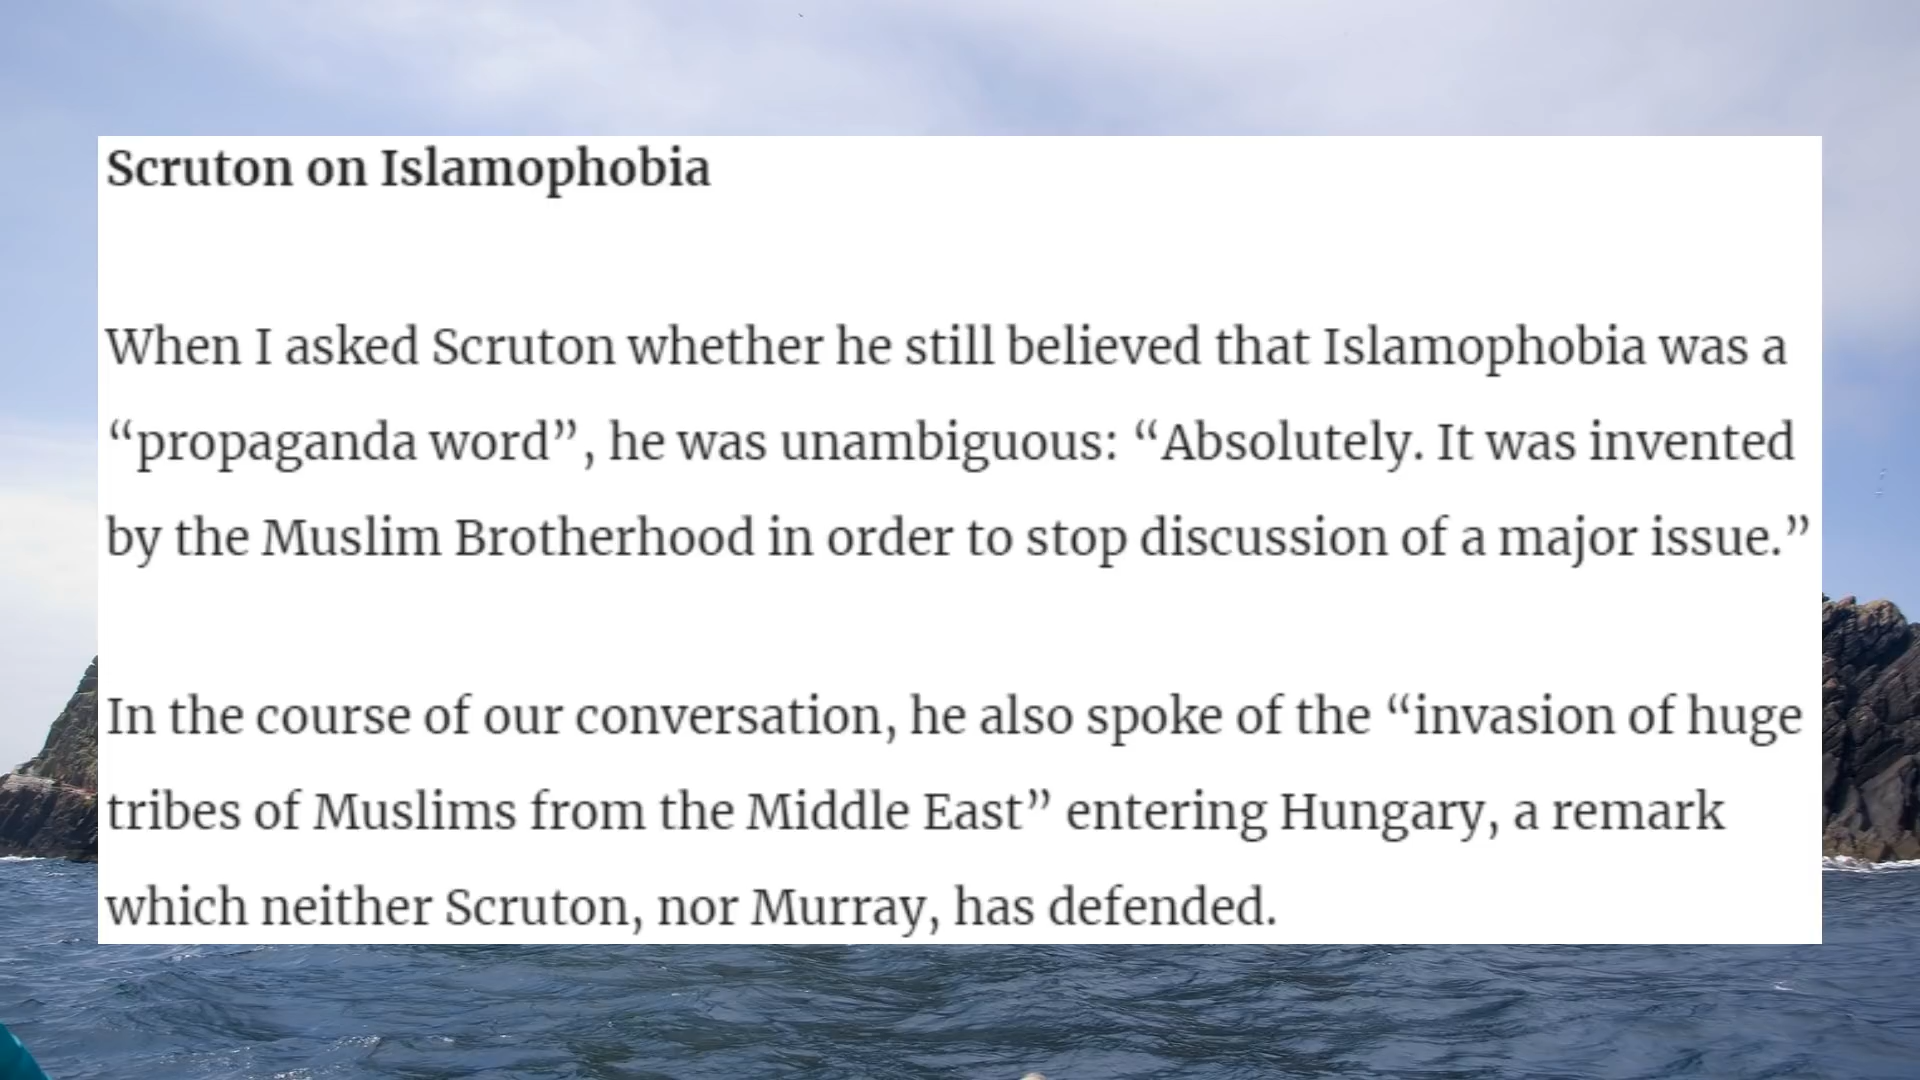 Scruton on Islamophobia
When I asked Scruton whether he still believed that Islamophobia was a
“propaganda word”, he was unambiguous: “Absolutely. It was invented
by the Muslim Brotherhood in order to stop discussion of a major issue.”
In the course of our conversation, he also spoke of the “invasion of huge
tribes of Muslims from the Middle East” entering Hungary, a remark
which neither Scruton, nor Murray, has defended.